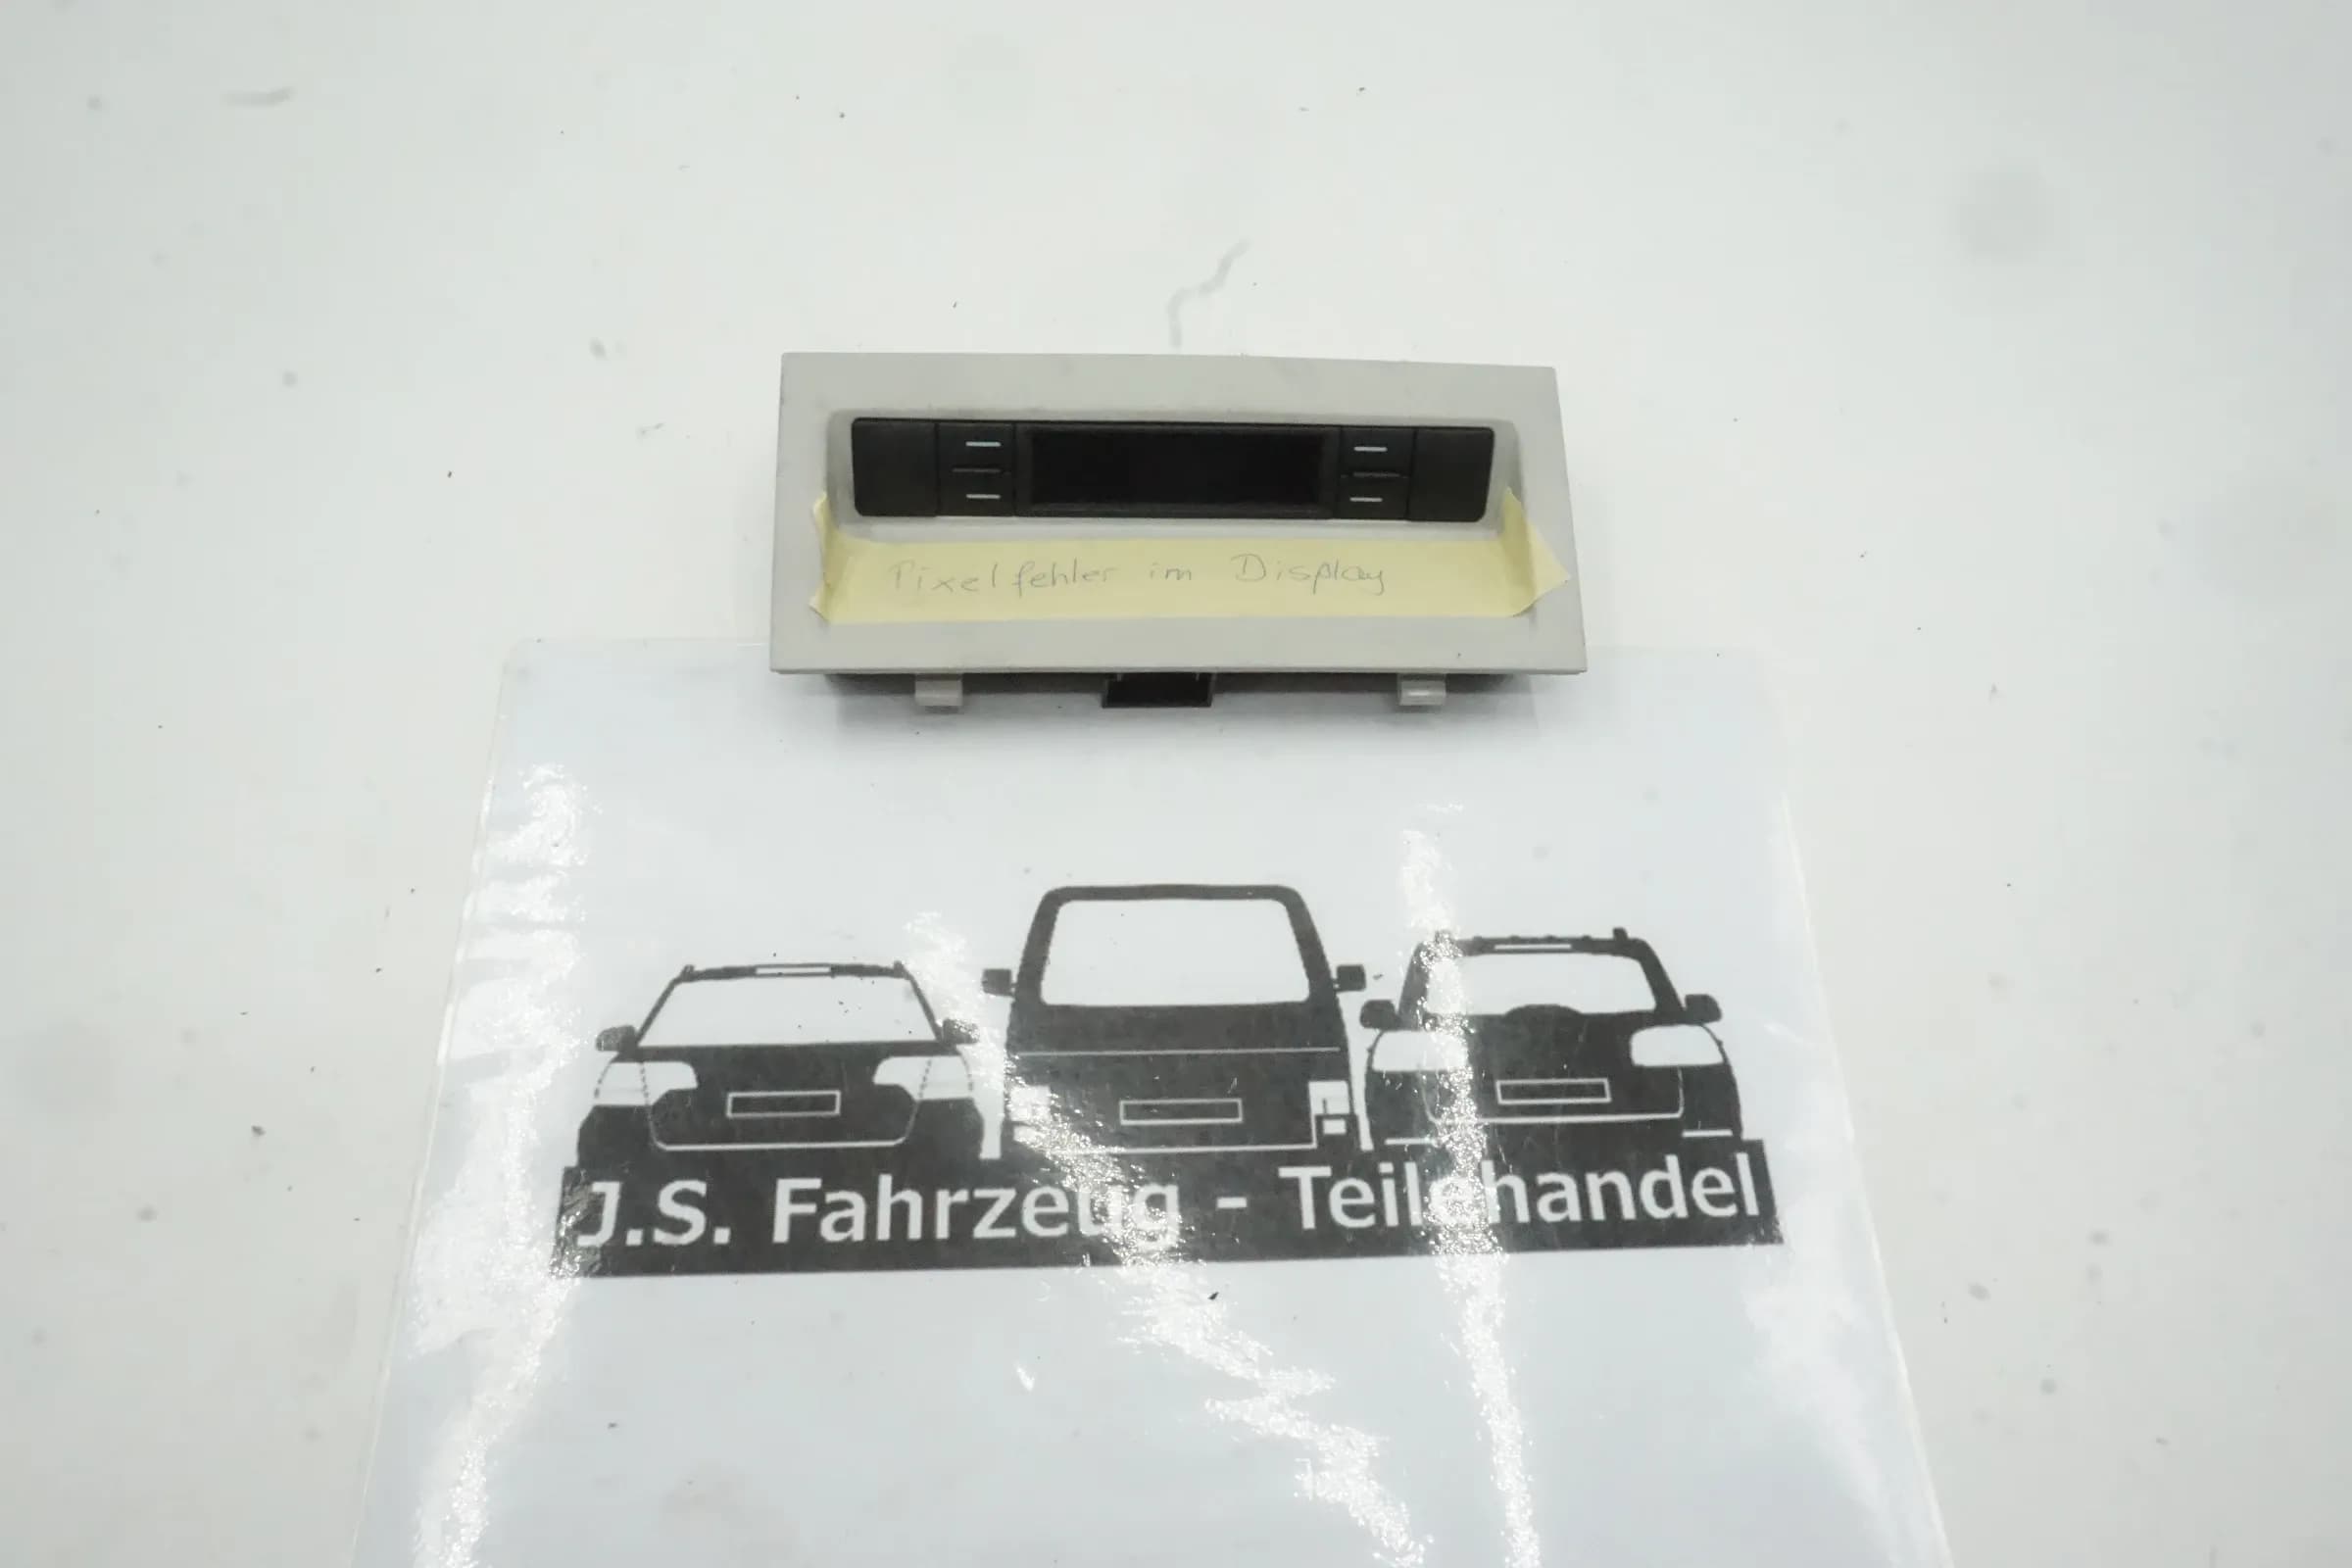 Pixelfehler im Display
J.S. Fahrzeug - Teilehandel